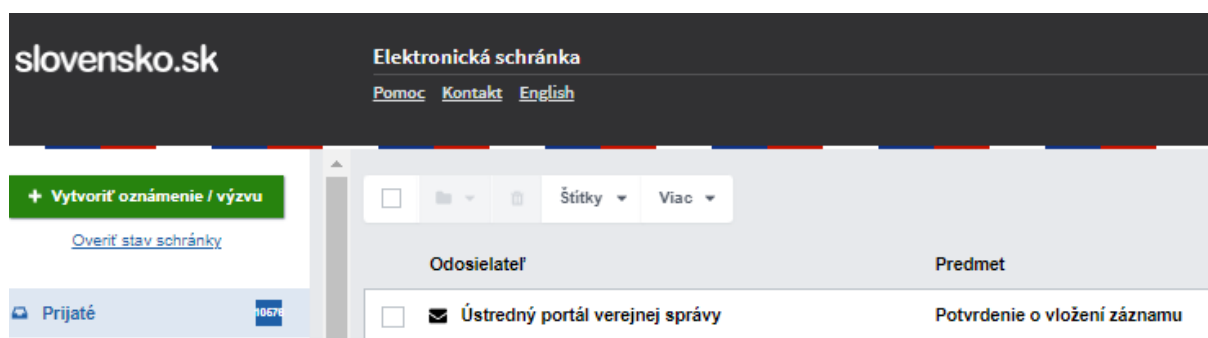 slovensko.sk
Elektronická schránka
Pomoc Kontakt English
+ Vytvoriť oznámenie / výzvu
Overiť stav schránky
Prijaté
Štítky Viac
Odosielateľ Predmet
Ústredný portál verejnej správy Potvrdenie o vložení záznamu